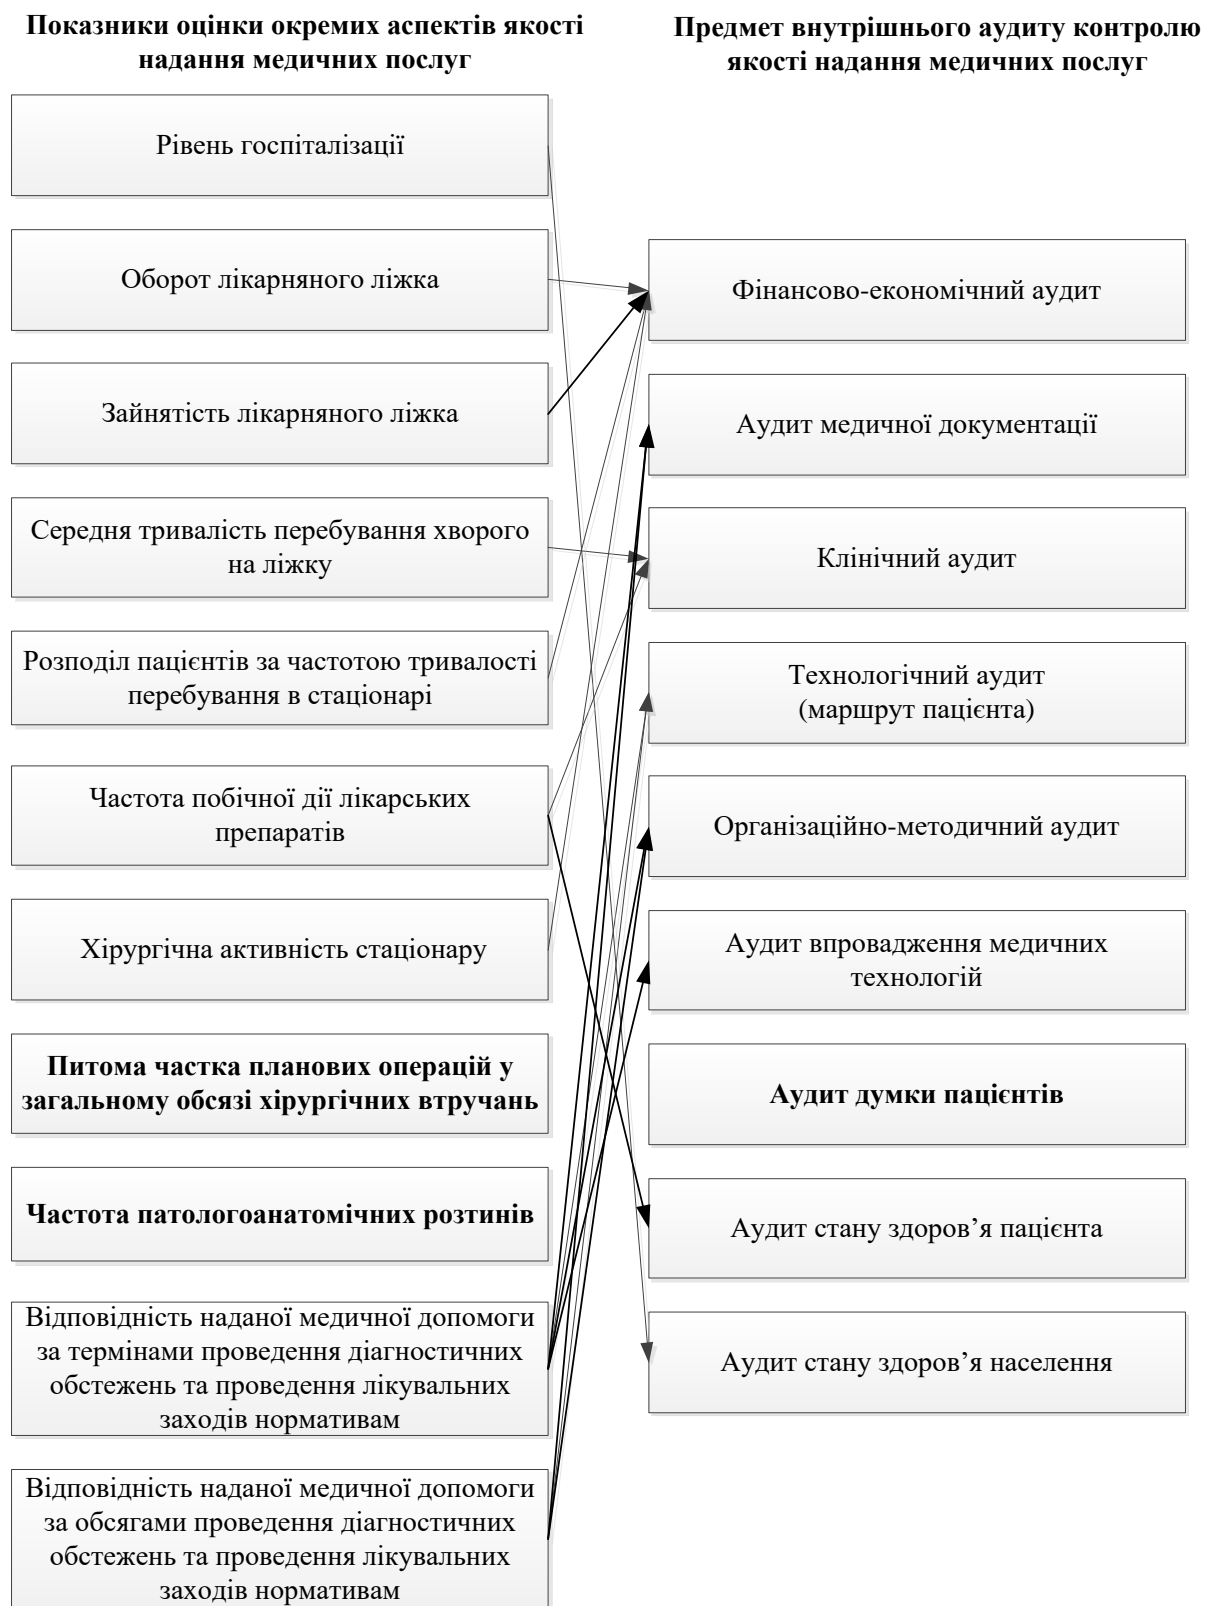 Показники оцінки окремих аспектів якості
надання медичних послуг
Предмет внутрішнього аудиту контролю
якості надання медичних послуг
Рівень госпіталізації
Оборот лікарняного ліжка
Зайнятість лікарняного ліжка
Середня тривалість перебування хворого
на ліжку
Розподіл пацієнтів за частотою тривалості
перебування в стаціонарі
Частота побічної дії лікарських
препаратів
Хірургічна активність стаціонару
Питома частка планових операцій у
загальному обсязі хірургічних втручань
Частота патологоанатомічних розтинів
Відповідність наданої медичної допомоги
за термінами проведення діагностичних
обстежень та проведення лікувальних
заходів нормативам
Відповідність наданої медичної допомоги
за обсягами проведення діагностичних
обстежень та проведення лікувальних
заходів нормативам
Фінансово-економічний аудит
Аудит медичної документації
Клінічний аудит
Технологічний аудит
(маршрут пацієнта)
Організаційно-методичний аудит
Аудит впровадження медичних
технологій
Аудит думки пацієнтів
Аудит стану здоров’я пацієнта
Аудит стану здоров’я населення